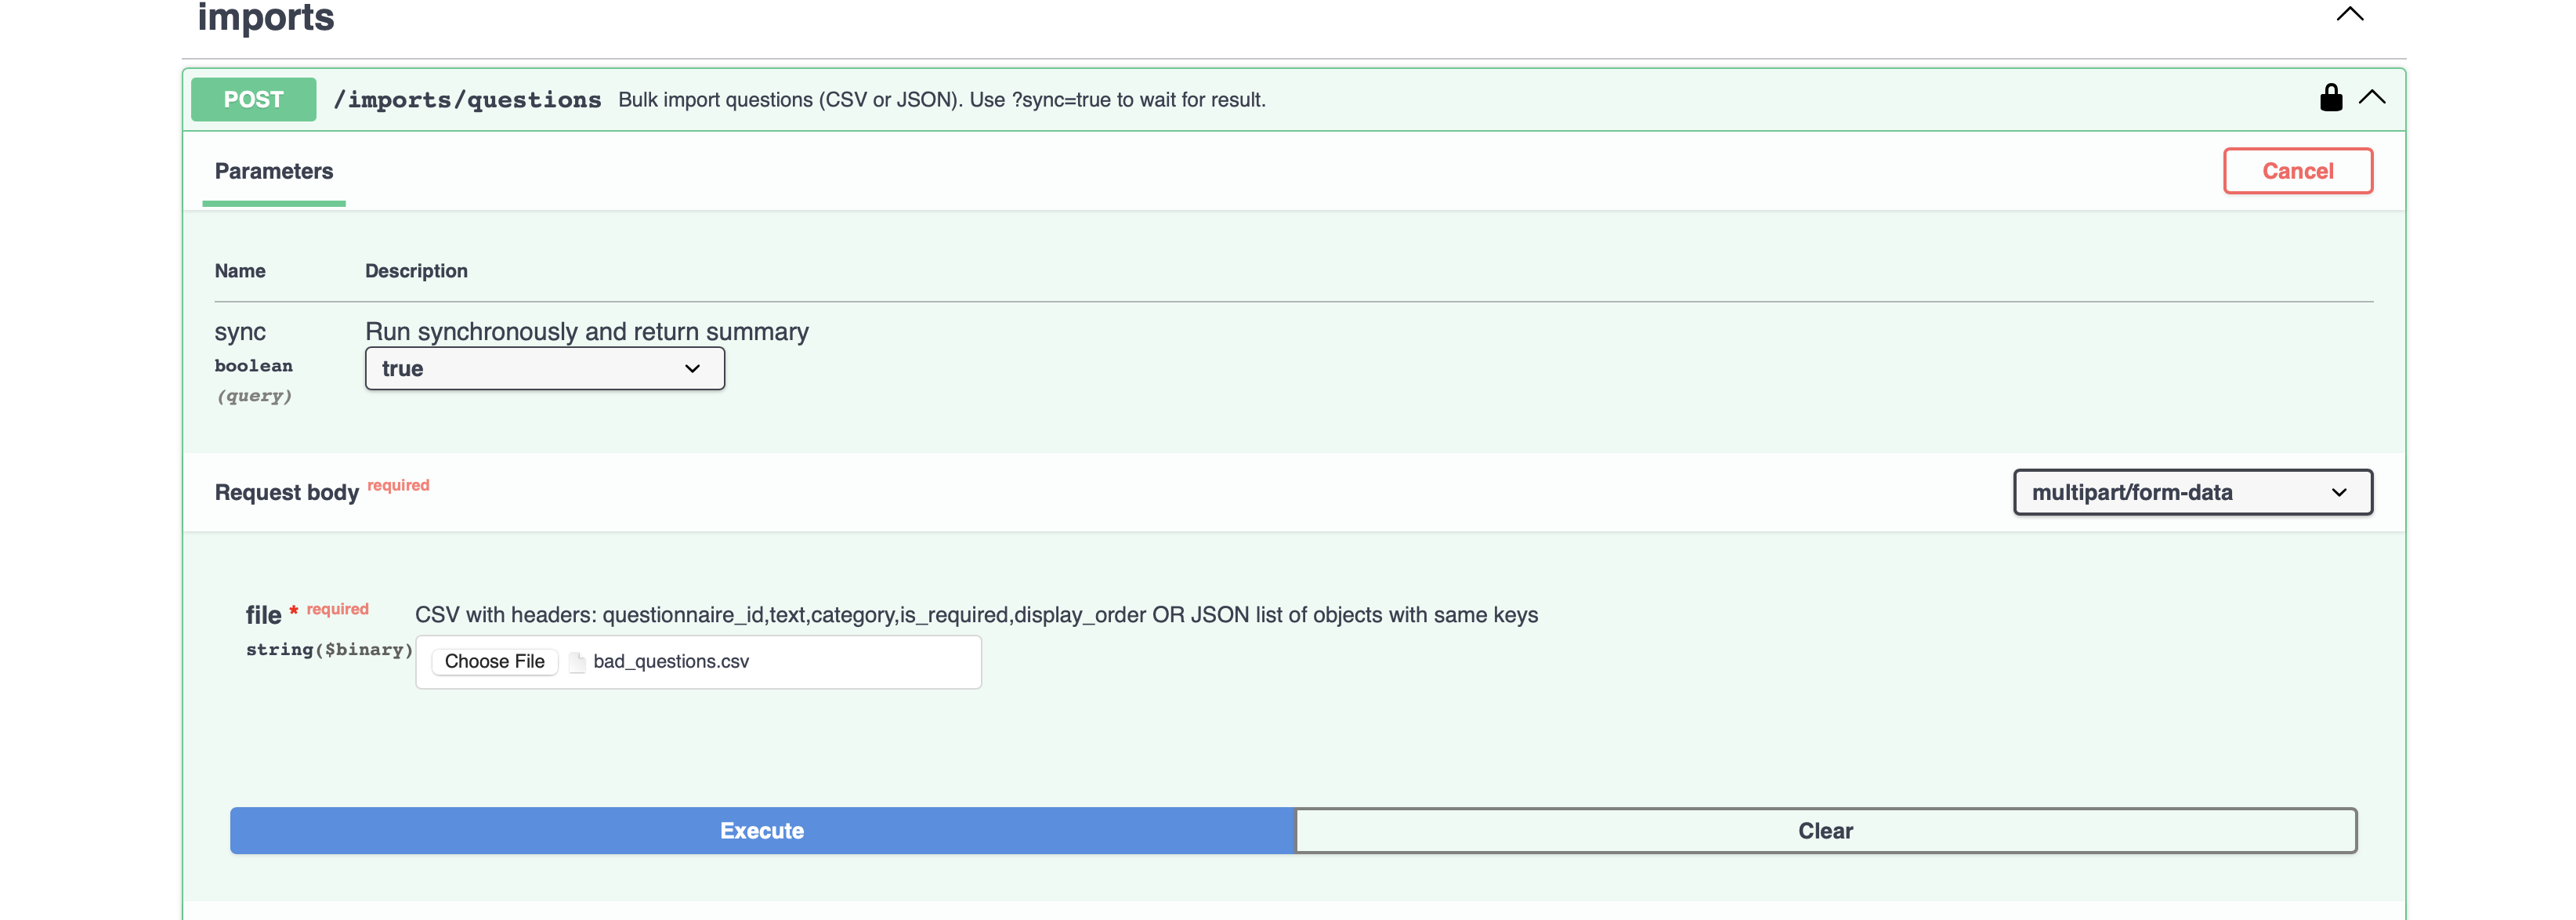 imports
POST /imports/questions Bulk import questions (CSV or JSON). Use ?sync=true to wait for result.
Parameters Cancel
Name Description
sync Run synchronously and return summary
boolean true
(query)
Request body required multipart/form-data
file * required CSV with headers: questionnaire_id,text,category,is_required,display_order OR JSON list of objects with same keys
string($binary) Choose File bad_questions.csv
Execute Clear